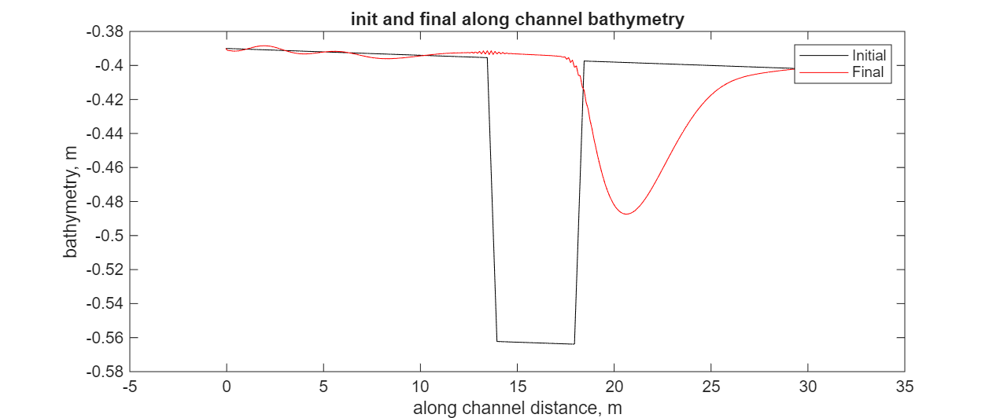 init and final along channel bathymetry
-0.38
-0.4
-0.42
-0.44
-0.46
-0.48
-0.5
-0.52
-0.54
-0.56
-0.58
bathymetry, m
Initial
Final
-5 0 5 10 15 20 25 30 35
along channel distance, m